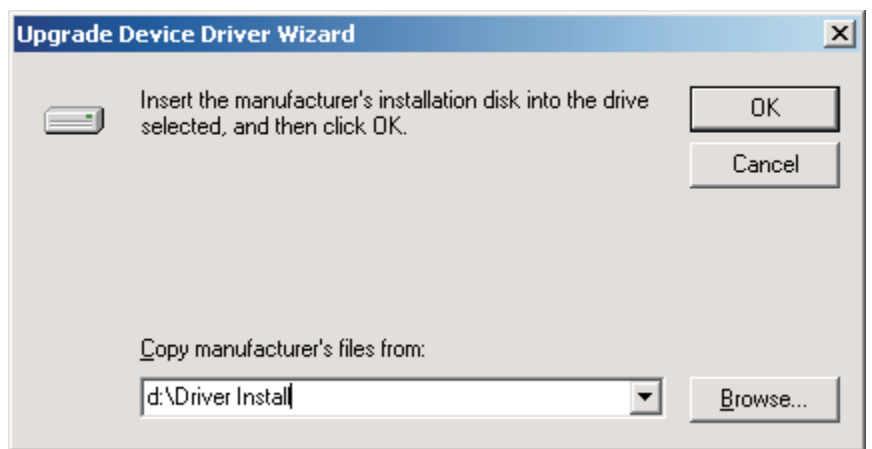 Upgrade Device Driver Wizard
Insert the manufacturer's installation disk into the drive
selected, and then click OK.
OK
Cancel
Copy manufacturer's files from:
d:\Driver Install
Browse...